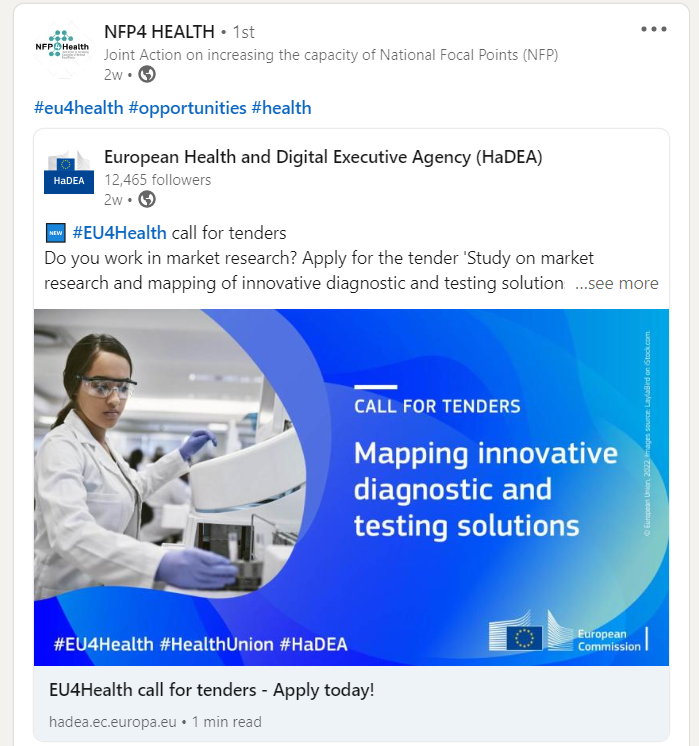 NFP4Health
NFP4 HEALTH • 1st
Joint Action on increasing the capacity of National Focal Points (NFP)
2w •
#eu4health #opportunities #health
HaDEA
European Health and Digital Executive Agency (HaDEA)
12,465 followers
2w •
NEW #EU4Health call for tenders
Do you work in market research? Apply for the tender 'Study on market
research and mapping of innovative diagnostic and testing solution ...see more
CALL FOR TENDERS
Mapping innovative
diagnostic and
testing solutions
© European Union, 2022. Images source: LaylaBird on iStock.com.
#EU4Health #HealthUnion #HaDEA
European
Commission
EU4Health call for tenders - Apply today!
hadea.ec.europa.eu • 1 min read